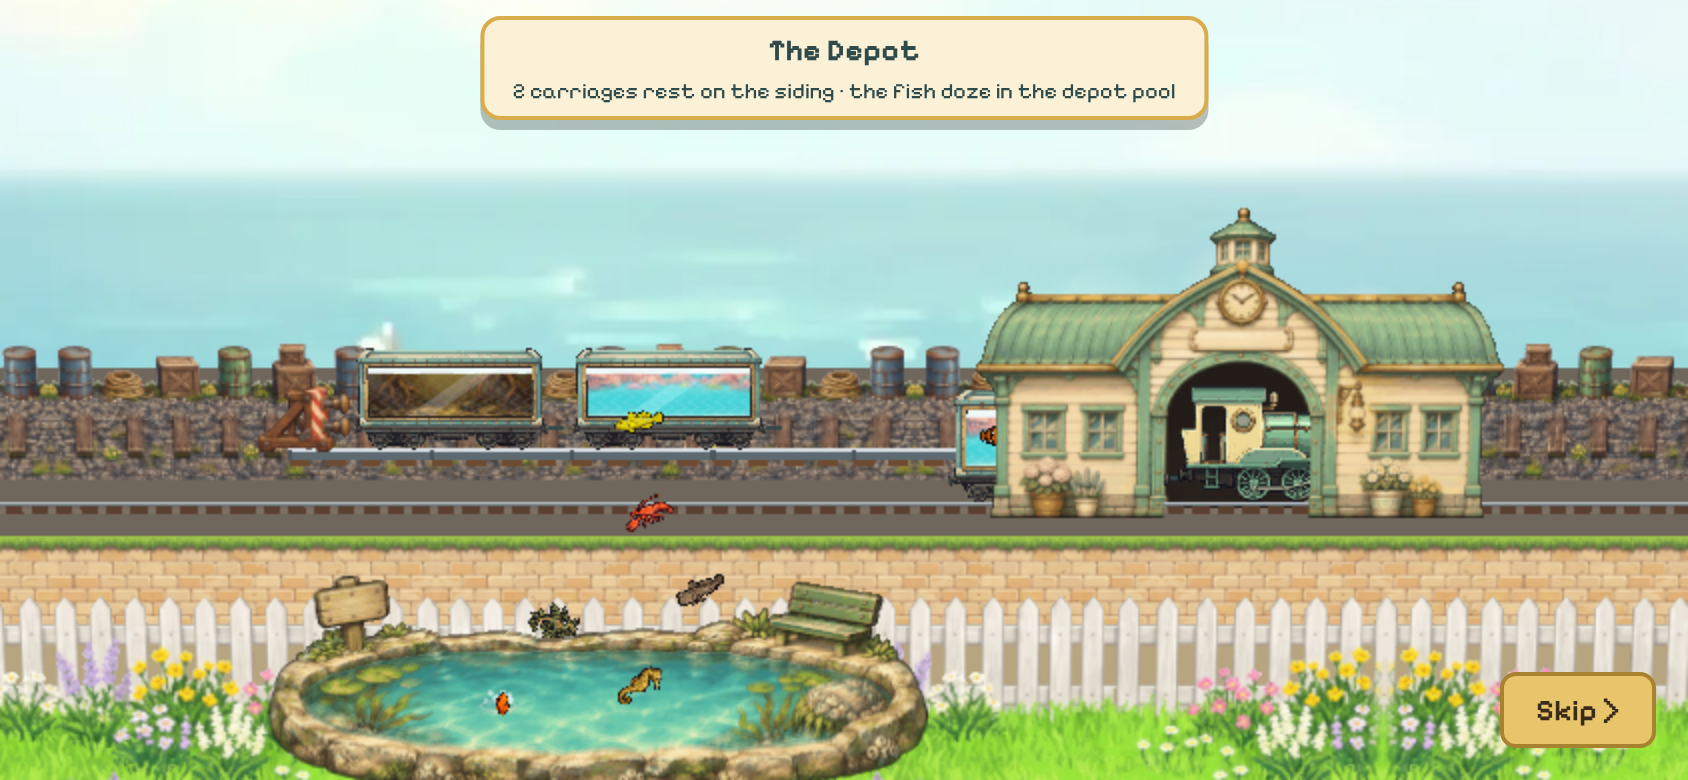 The Depot
2 carriages rest on the siding · the fish doze in the depot pool
Skip >